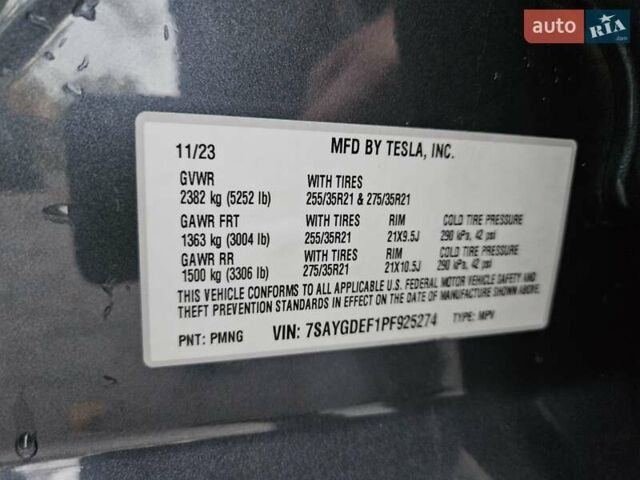 auto RIA .com
11/23 MFD BY TESLA, INC.
GVWR WITH TIRES
2382 kg (5252 lb) 255/35R21 & 275/35R21
GAWR FRT WITH TIRES RIM COLD TIRE PRESSURE
1363 kg (3004 lb) 255/35R21 21X9.5J 290 kPa, 42 psi
GAWR RR WITH TIRES RIM COLD TIRE PRESSURE
1500 kg (3306 lb) 275/35R21 21X10.5J 290 kPa, 42 psi
THIS VEHICLE CONFORMS TO ALL APPLICABLE U.S. FEDERAL MOTOR VEHICLE SAFETY AND
THEFT PREVENTION STANDARDS IN EFFECT ON THE DATE OF MANUFACTURE SHOWN ABOVE.
PNT: PMNG VIN: 7SAYGDEF1PF925274 TYPE: MPV